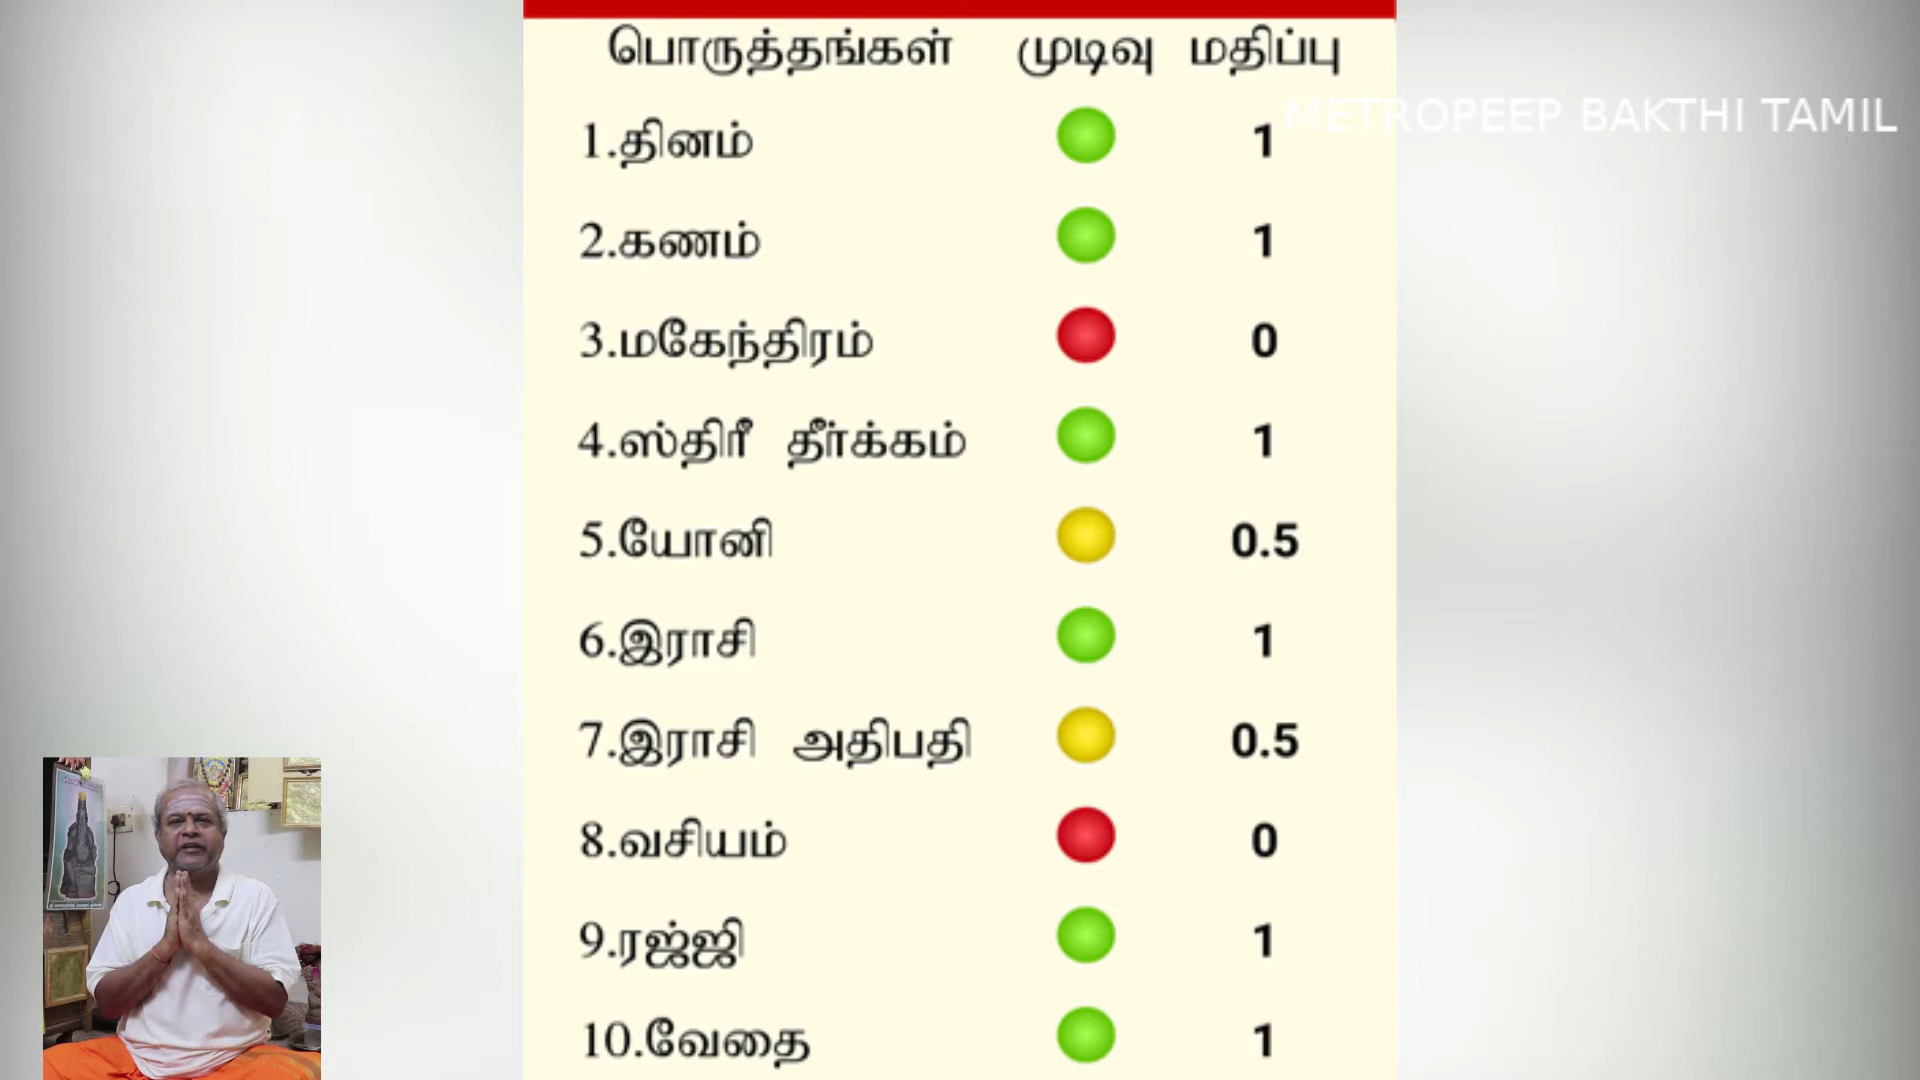 பொருத்தங்கள் முடிவு மதிப்பு
METROPEEP BAKTHI TAMIL
1.தினம் 1
2.கணம் 1
3.மகேந்திரம் 0
4.ஸ்திரீ தீர்க்கம் 1
5.யோனி 0.5
6.இராசி 1
7.இராசி அதிபதி 0.5
8.வசியம் 0
9.ரஜ்ஜி 1
10.வேதை 1